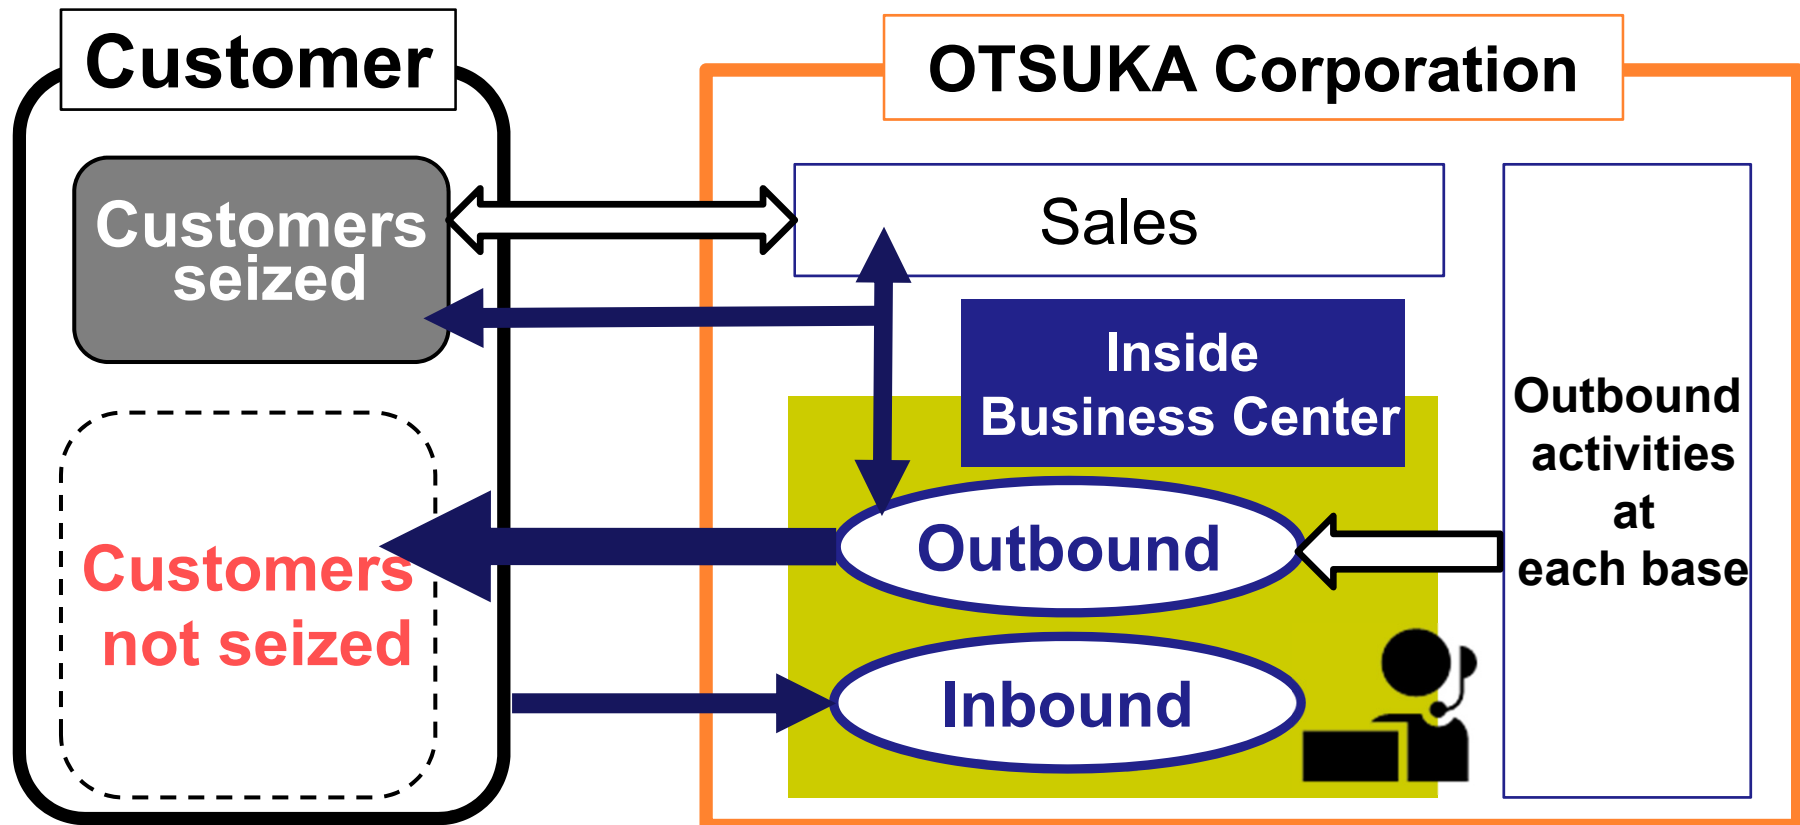 Customer
OTSUKA Corporation
Customers
seized
Sales
Inside
Business Center
Outbound
activities
at
each base
Outbound
Customers
not seized
Inbound